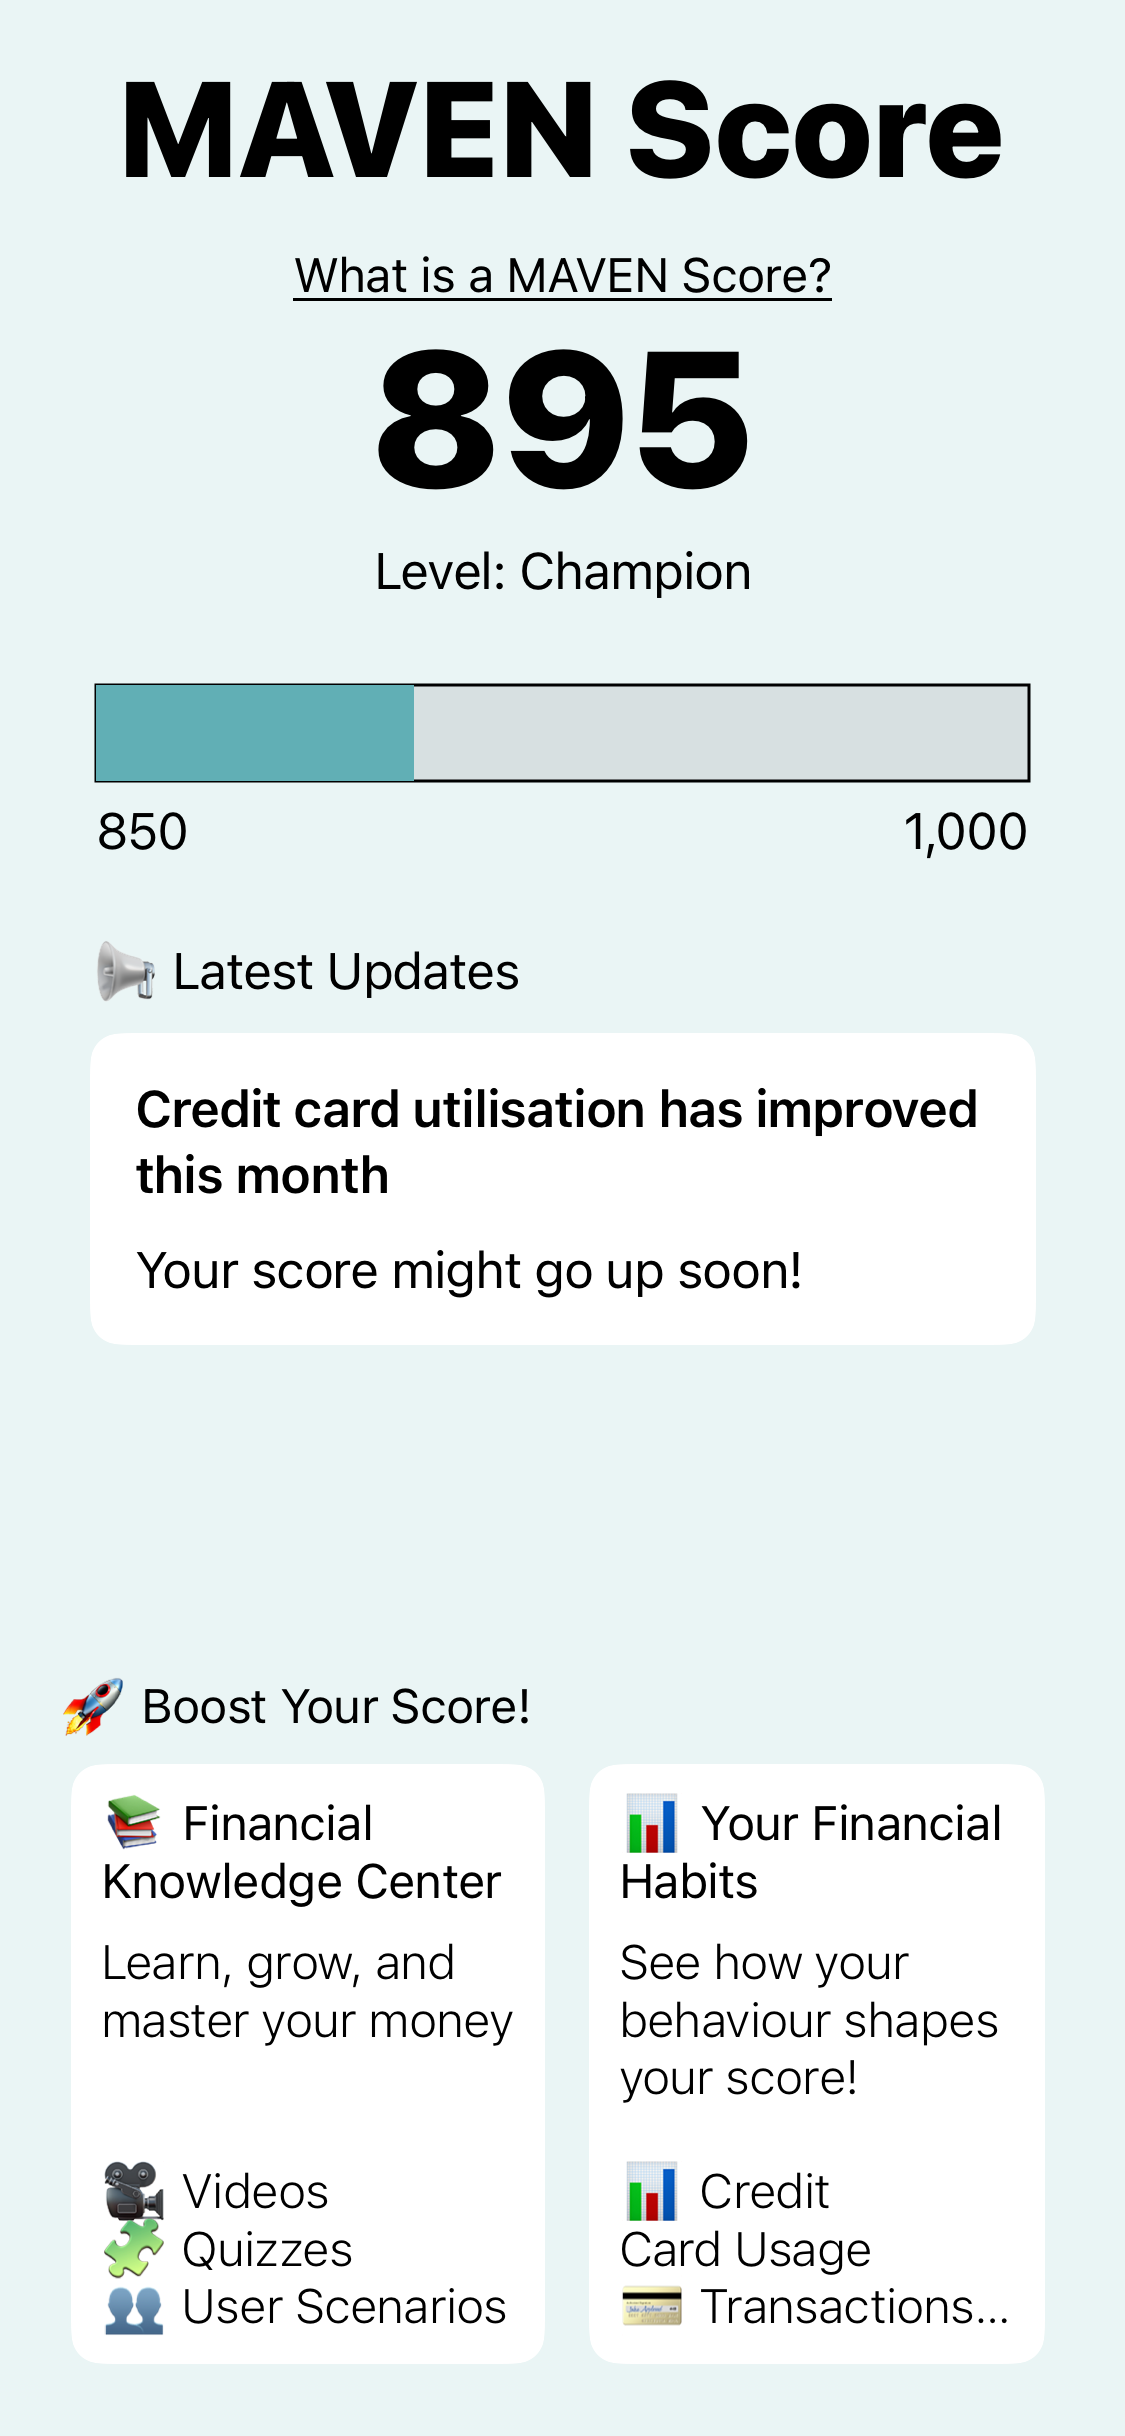 MAVEN Score
What is a MAVEN Score?
895
Level: Champion
850
1,000
Latest Updates
Credit card utilisation has improved
this month
Your score might go up soon!
Boost Your Score!
Financial
Knowledge Center
Learn, grow, and
master your money
Videos
Quizzes
User Scenarios
Your Financial
Habits
See how your
behaviour shapes
your score!
Credit
Card Usage
Transactions...